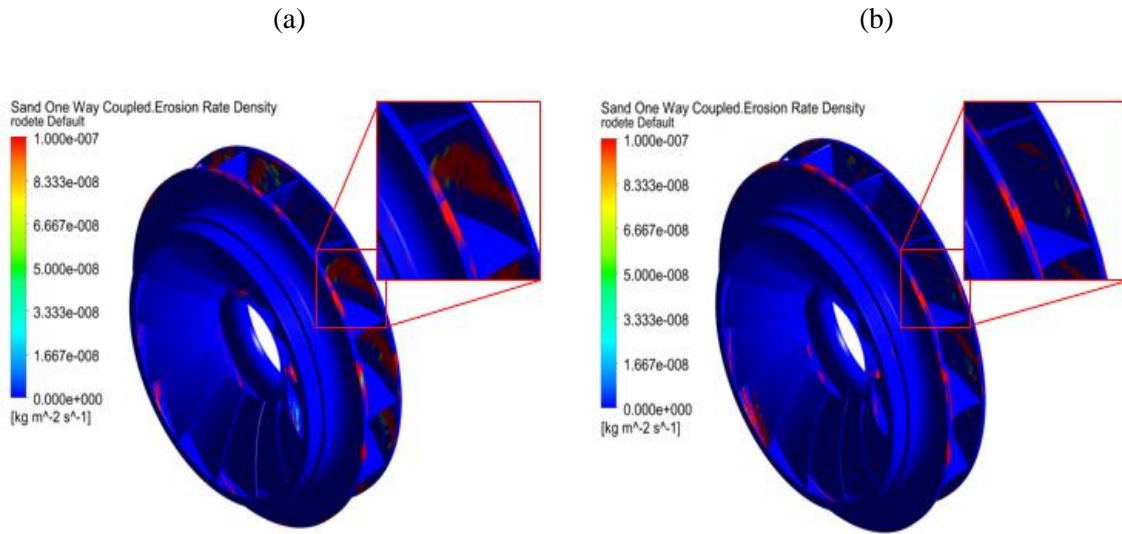 (a)
(b)
Sand One Way Coupled.Erosion Rate Density
rodete Default
1.000e-007
8.333e-008
6.667e-008
5.000e-008
3.333e-008
1.667e-008
0.000e+000
[kg m^-2 s^-1]
Sand One Way Coupled.Erosion Rate Density
rodete Default
1.000e-007
8.333e-008
6.667e-008
5.000e-008
3.333e-008
1.667e-008
0.000e+000
[kg m^-2 s^-1]